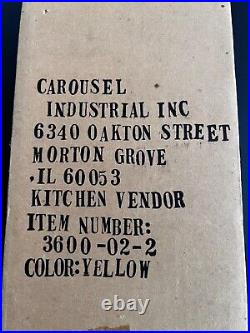 CAROUSEL
INDUSTRIAL INC
6340 OAKTON STREET
MORTON GROVE
.IL 60053
KITCHEN VENDOR
ITEM NUMBER:
3600-02-2
COLOR:YELLOW